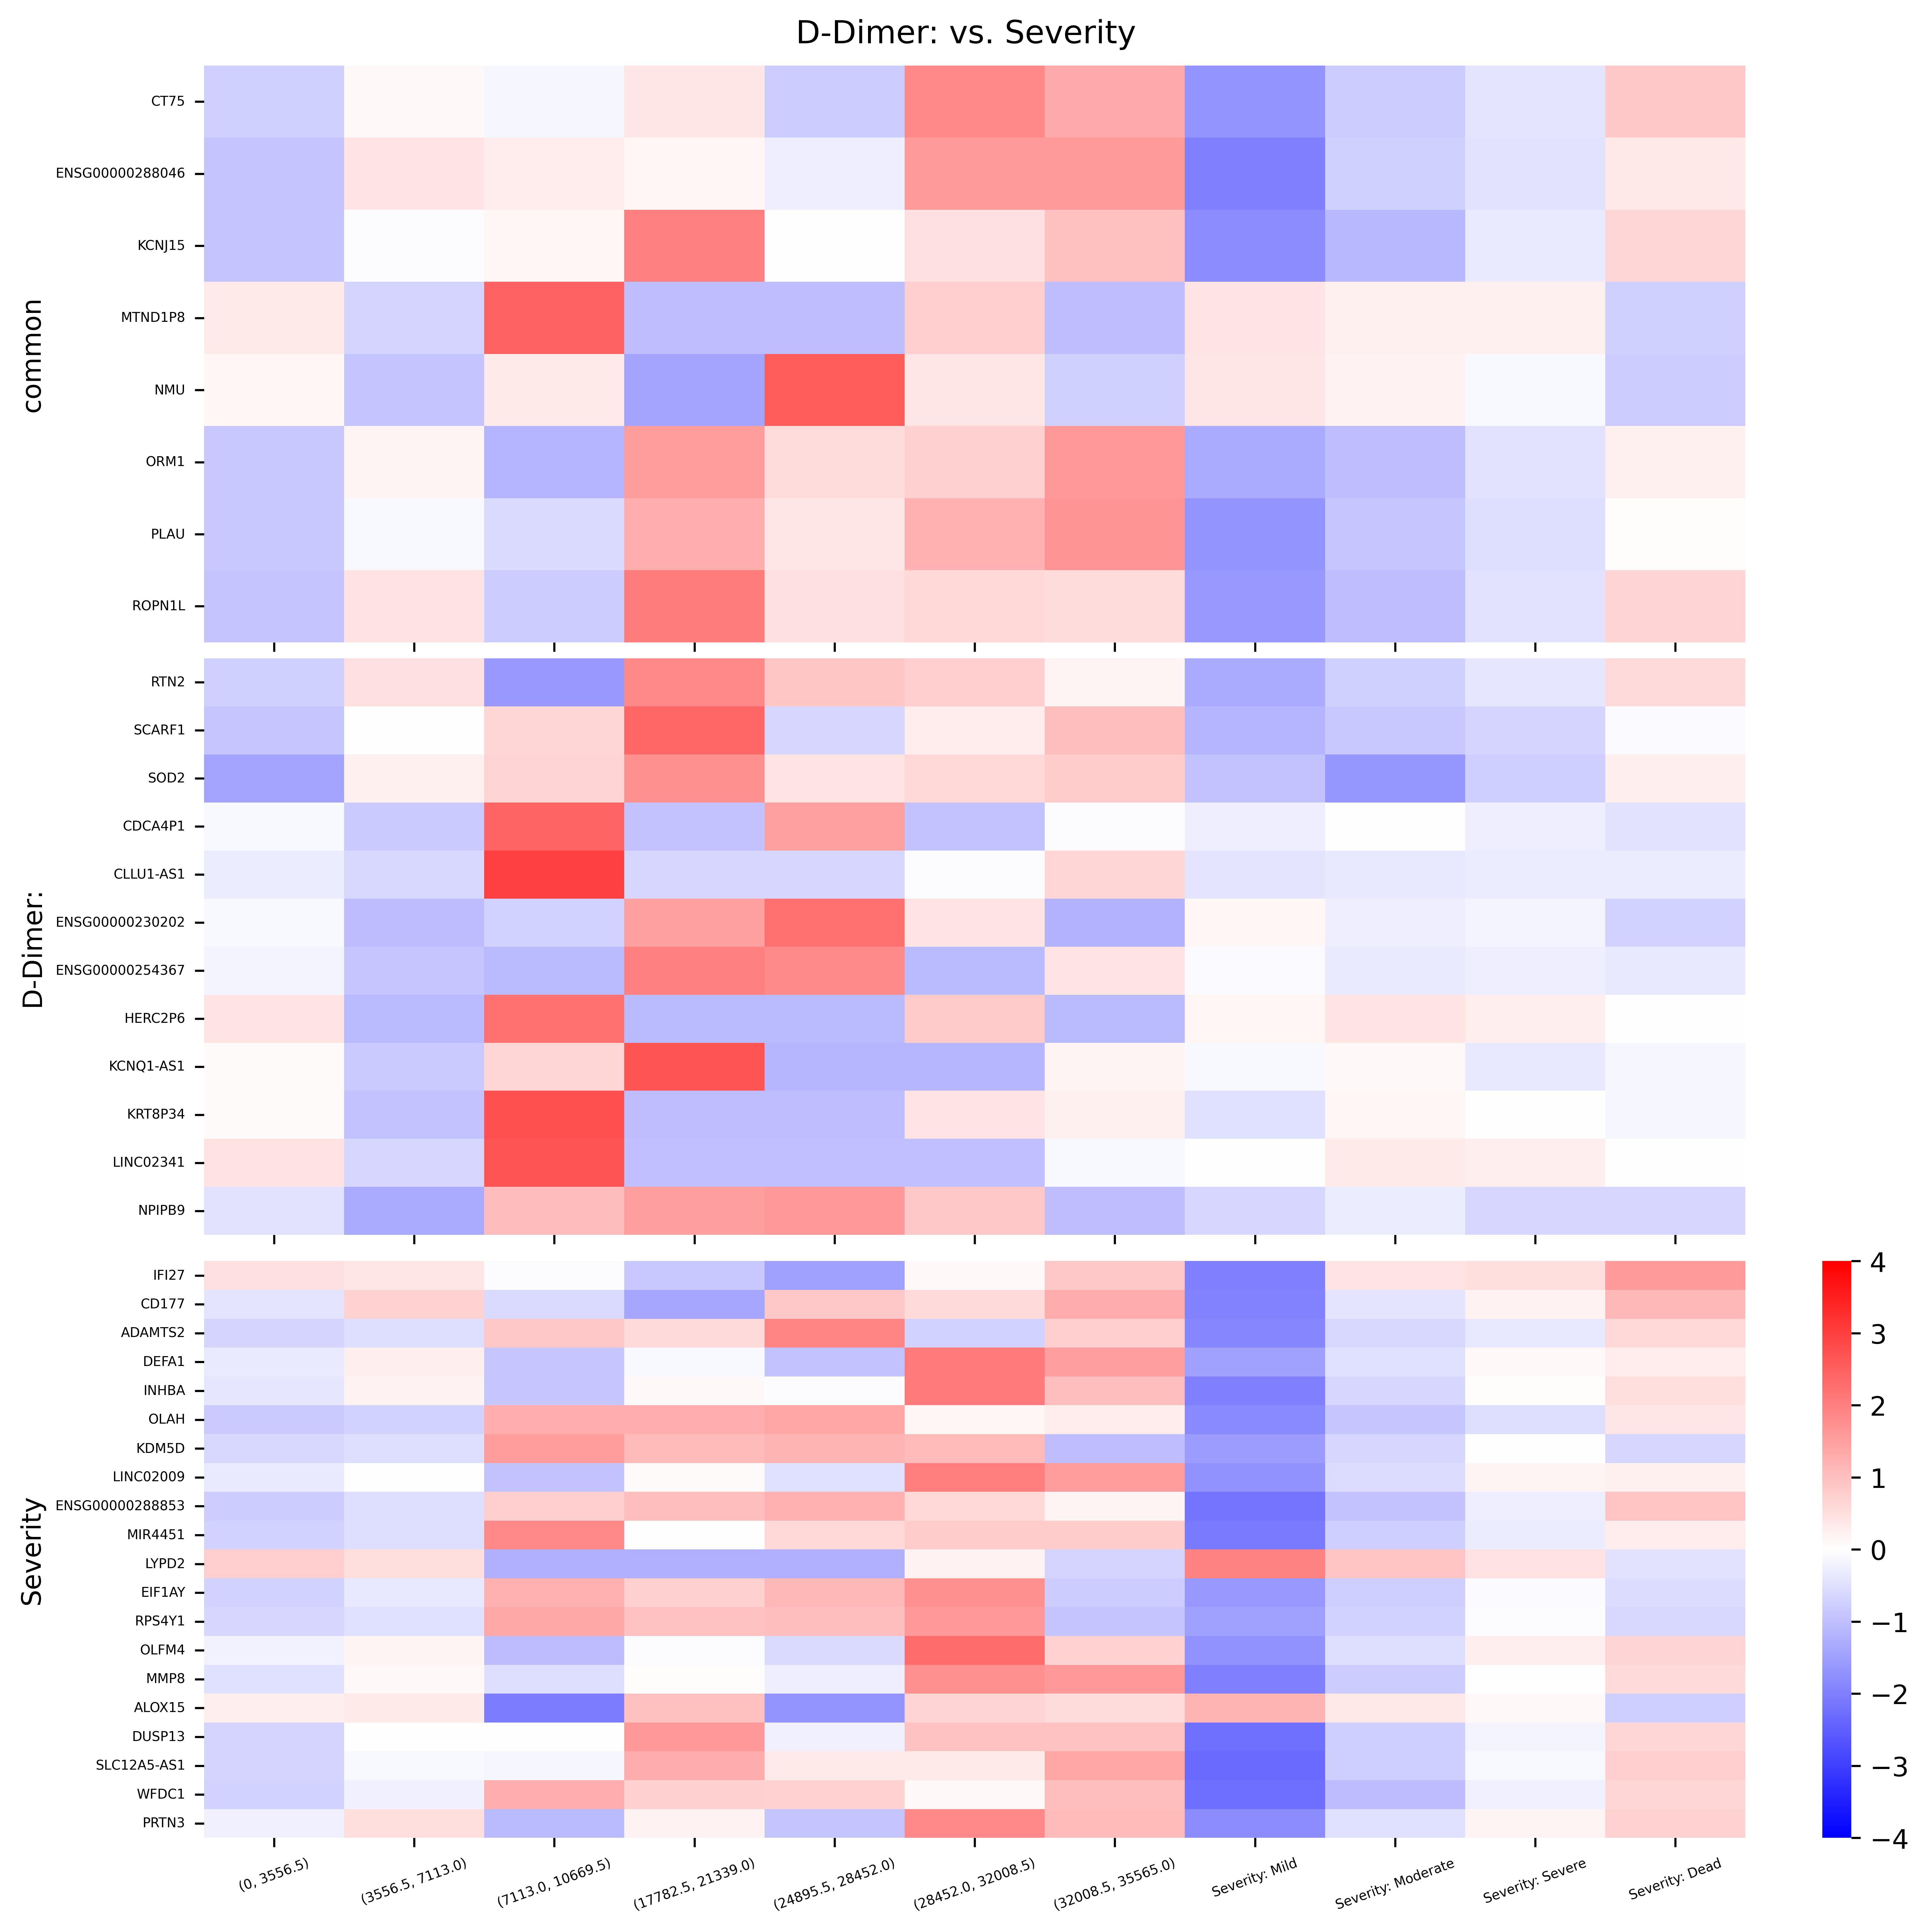 D-Dimer: vs. Severity
common
CT75
ENSG00000288046
KCNJ15
MTND1P8
NMU
ORM1
PLAU
ROPN1L
D-Dimer:
RTN2
SCARF1
SOD2
CDCA4P1
CLLU1-AS1
ENSG00000230202
ENSG00000254367
HERC2P6
KCNQ1-AS1
KRT8P34
LINC02341
NPIPB9
Severity
IFI27
CD177
ADAMTS2
DEFA1
INHBA
OLAH
KDM5D
LINC02009
ENSG00000288853
MIR4451
LYPD2
EIF1AY
RPS4Y1
OLFM4
MMP8
ALOX15
DUSP13
SLC12A5-AS1
WFDC1
PRTN3
(0, 3556.5)
(3556.5, 7113.0)
(7113.0, 10669.5)
(17782.5, 21339.0)
(24895.5, 28452.0)
(28452.0, 32008.5)
(32008.5, 35565.0)
Severity: Mild
Severity: Moderate
Severity: Severe
Severity: Dead
4
3
2
1
0
−1
−2
−3
−4